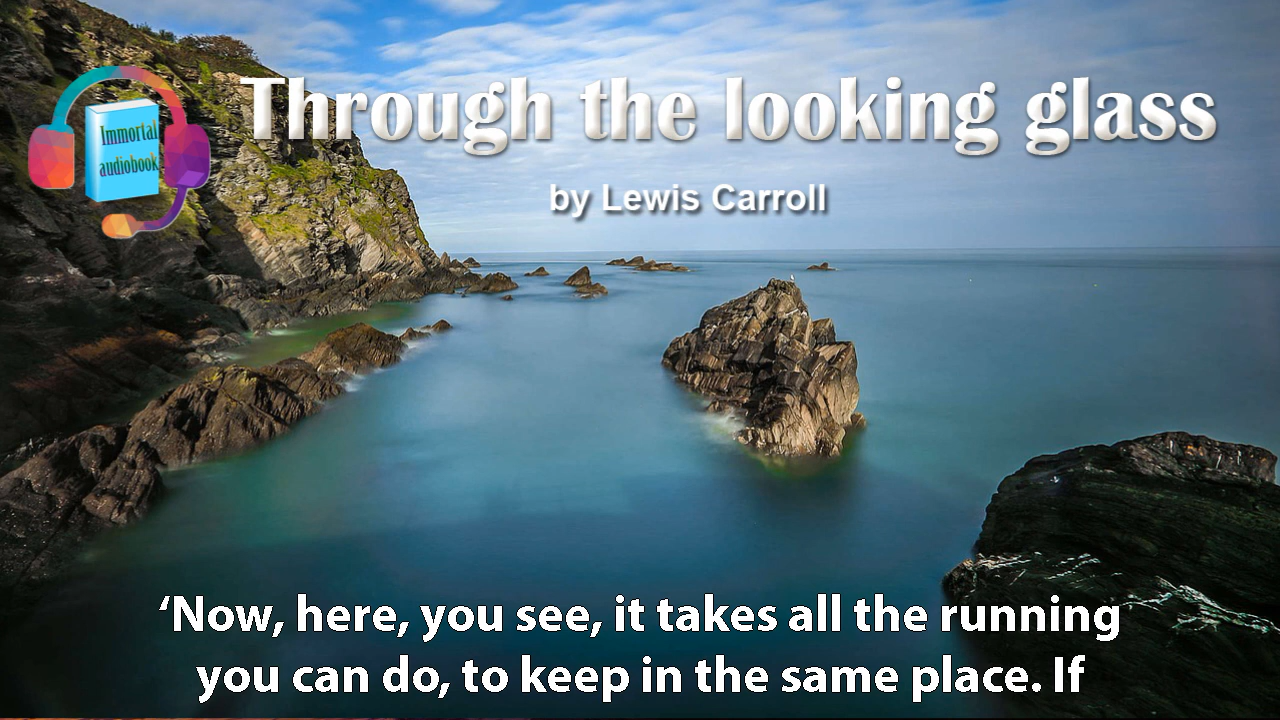 Immortal
audiobook
Through the looking glass
by Lewis Carroll
‘Now, here, you see, it takes all the running
you can do, to keep in the same place. If